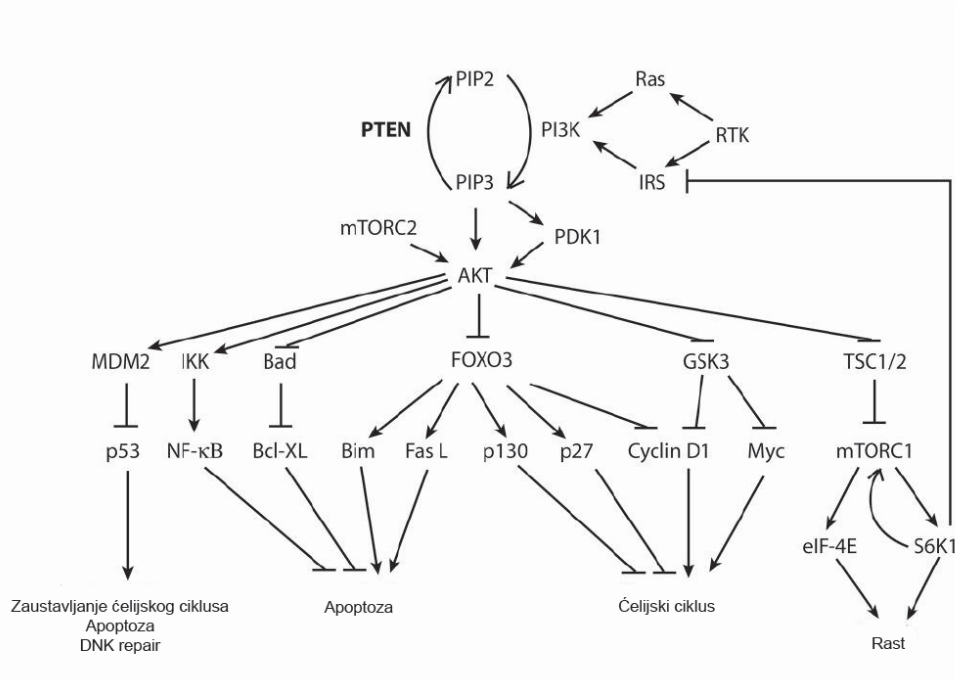 PIP2
Ras
PTEN
PI3K
RTK
PIP3
IRS
mTORC2
PDK1
AKT
MDM2
IKK
Bad
FOXO3
GSK3
TSC1/2
p53
NF-κB
Bcl-XL
Bim
Fas L
p130
p27
Cyclin D1
Myc
mTORC1
eIF-4E
S6K1
Zaustavljanje ćelijskog ciklusa
Apoptoza
DNK repair
Apoptoza
Ćelijski ciklus
Rast